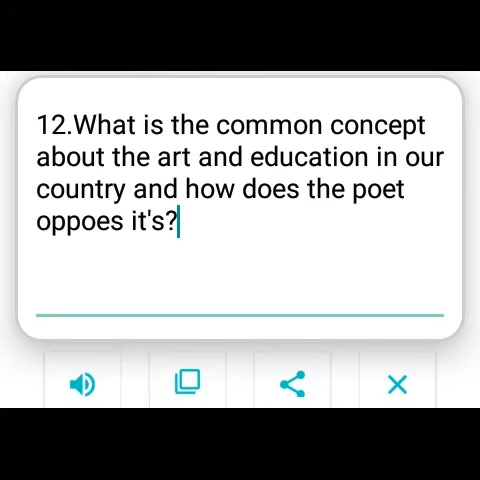 12.What is the common concept
about the art and education in our
country and how does the poet
oppoes it's?